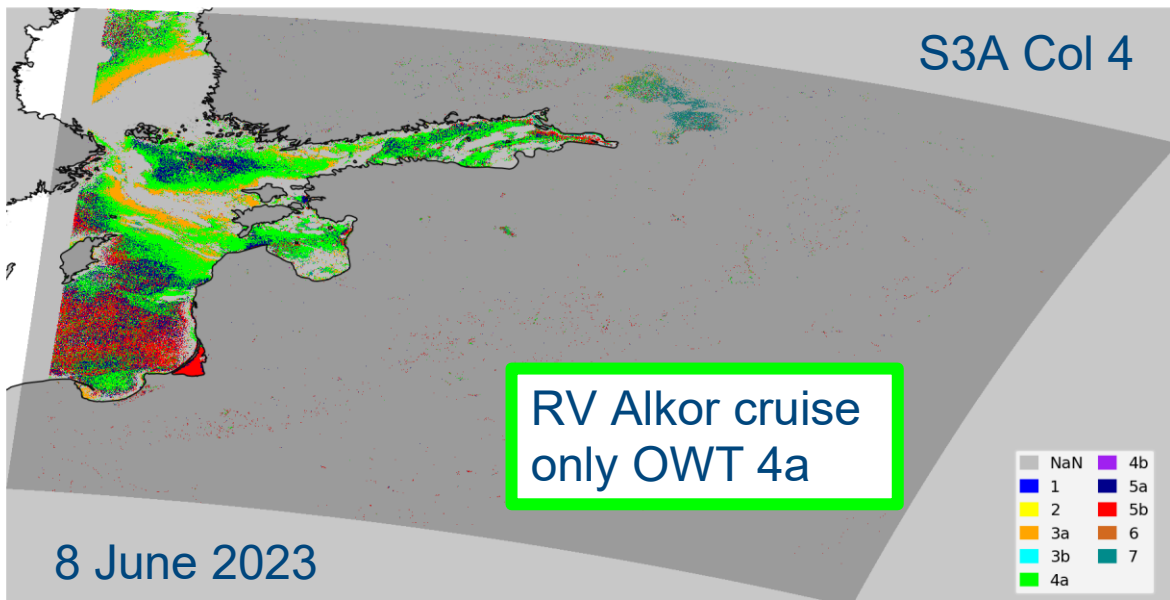 S3A Col 4
RV Alkor cruise
only OWT 4a
8 June 2023
NaN
1
2
3a
3b
4a
4b
5a
5b
6
7